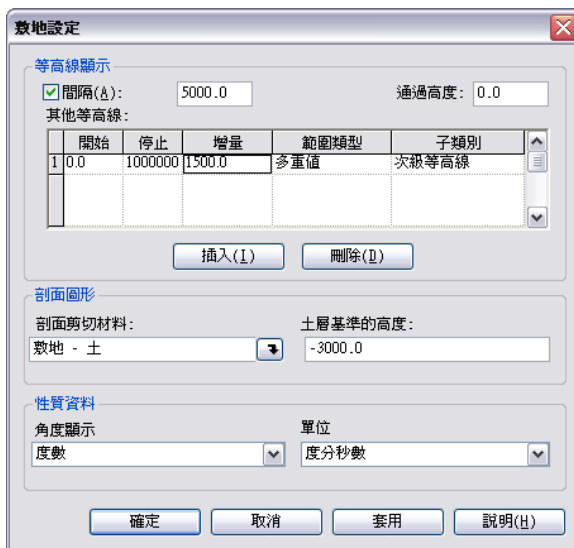 敷地設定
等高線顯示
間隔(A): 5000.0 通過高度: 0.0
其他等高線:
開始 停止 增量 範圍類型 子類別
1 0.0 1000000 1500.0 多重值 次級等高線
插入(I) 刪除(D)
剖面圖形
剖面剪切材料: 土層基準的高度:
敷地 - 土 -3000.0
性質資料
角度顯示 單位
度數 度分秒數
確定 取消 套用 說明(H)